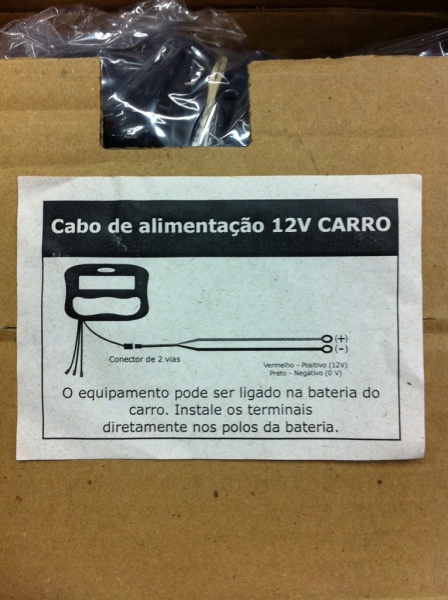 Cabo de alimentação 12V CARRO
(+)
(-)
Conector de 2 vias
Vermelho - Positivo (12V)
Preto - Negativo (0 V)
O equipamento pode ser ligado na bateria do
carro. Instale os terminais
diretamente nos polos da bateria.